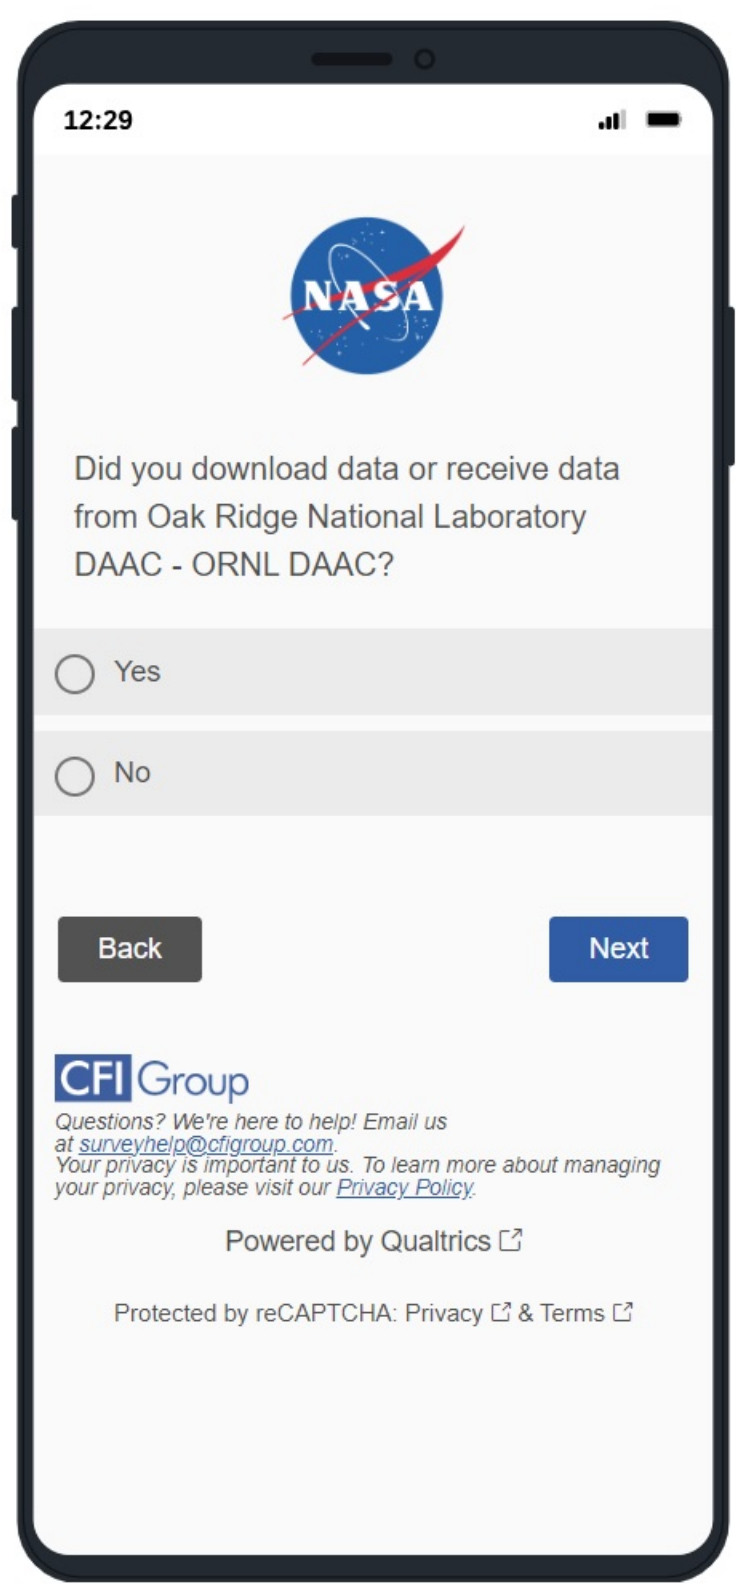 12:29
NASA
Did you download data or receive data
from Oak Ridge National Laboratory
DAAC - ORNL DAAC?
Yes
No
Back
Next
CFI Group
Questions? We're here to help! Email us
at surveyhelp@cfigroup.com.
Your privacy is important to us. To learn more about managing
your privacy, please visit our Privacy Policy.
Powered by Qualtrics
Protected by reCAPTCHA: Privacy & Terms